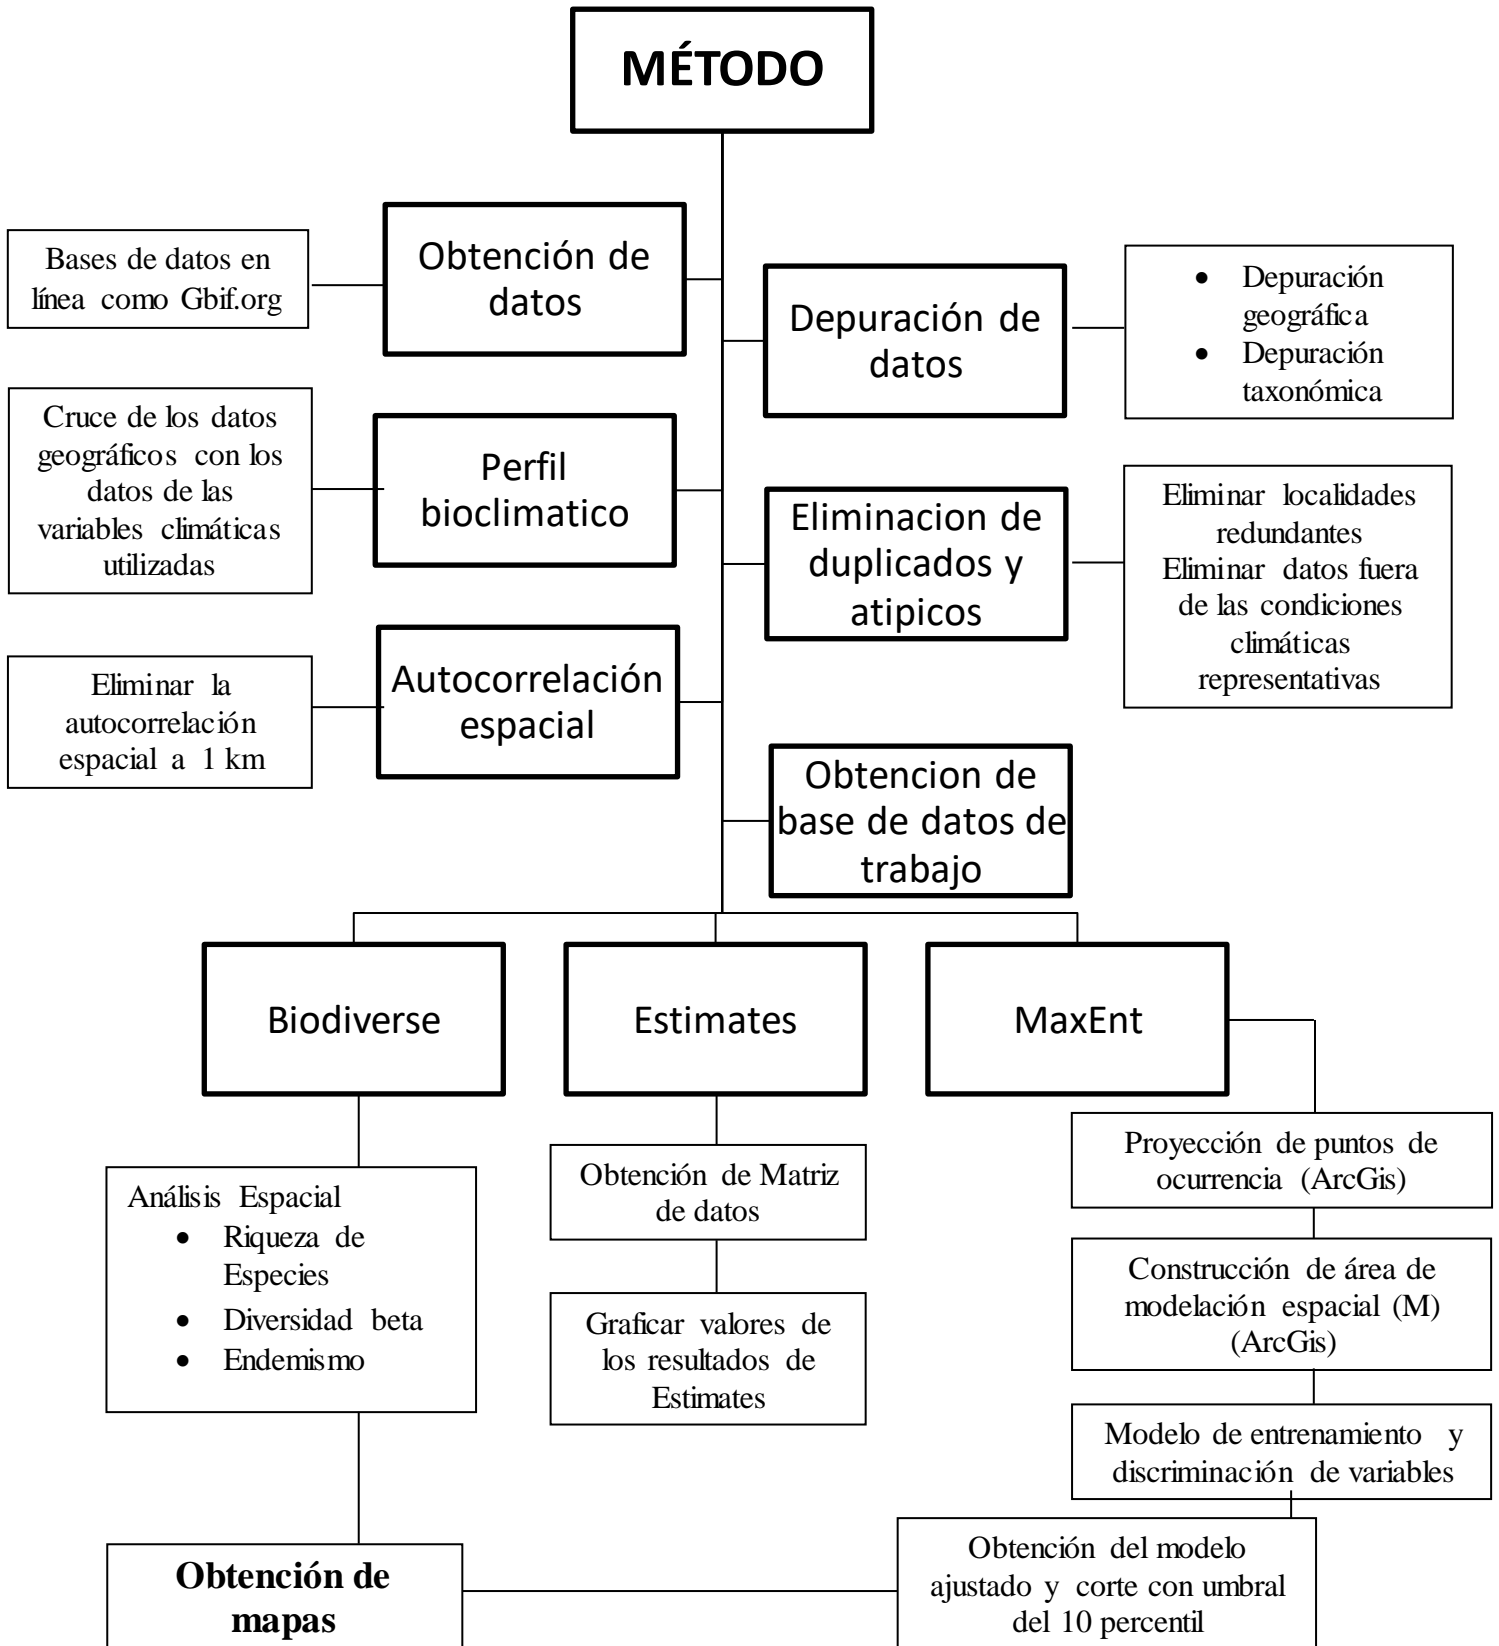 MÉTODO
Obtención de
datos
Bases de datos en
línea como Gbif.org
Depuración de
datos
• Depuración
geográfica
• Depuración
taxonómica
Perfil
bioclimatico
Cruce de los datos
geográficos con los
datos de las
variables climáticas
utilizadas
Eliminacion de
duplicados y
atipicos
Eliminar localidades
redundantes
Eliminar datos fuera
de las condiciones
climáticas
representativas
Autocorrelación
espacial
Eliminar la
autocorrelación
espacial a 1 km
Obtencion de
base de datos de
trabajo
Biodiverse
Estimates
MaxEnt
Análisis Espacial
• Riqueza de
Especies
• Diversidad beta
• Endemismo
Obtención de Matriz
de datos
Graficar valores de
los resultados de
Estimates
Proyección de puntos de
ocurrencia (ArcGis)
Construcción de área de
modelación espacial (M)
(ArcGis)
Modelo de entrenamiento y
discriminación de variables
Obtención del modelo
ajustado y corte con umbral
del 10 percentil
Obtención de
mapas